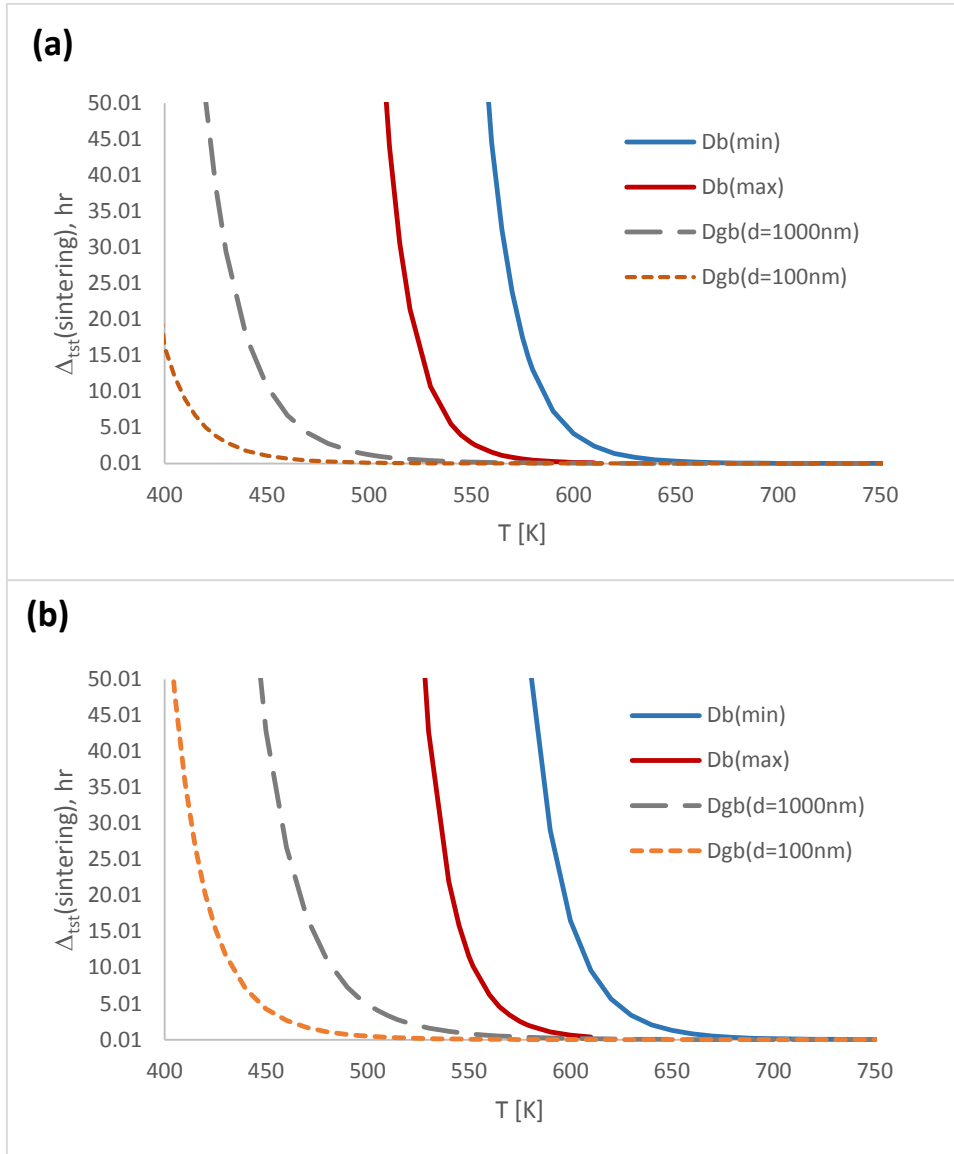 (a)
50.01
45.01
40.01
35.01
30.01
25.01
20.01
15.01
10.01
5.01
0.01
Δtst(sintering), hr
400 450 500 550 600 650 700 750
T [K]
Db(min)
Db(max)
Dgb(d=1000nm)
Dgb(d=100nm)
(b)
50.01
45.01
40.01
35.01
30.01
25.01
20.01
15.01
10.01
5.01
0.01
Δtst(sintering), hr
400 450 500 550 600 650 700 750
T [K]
Db(min)
Db(max)
Dgb(d=1000nm)
Dgb(d=100nm)